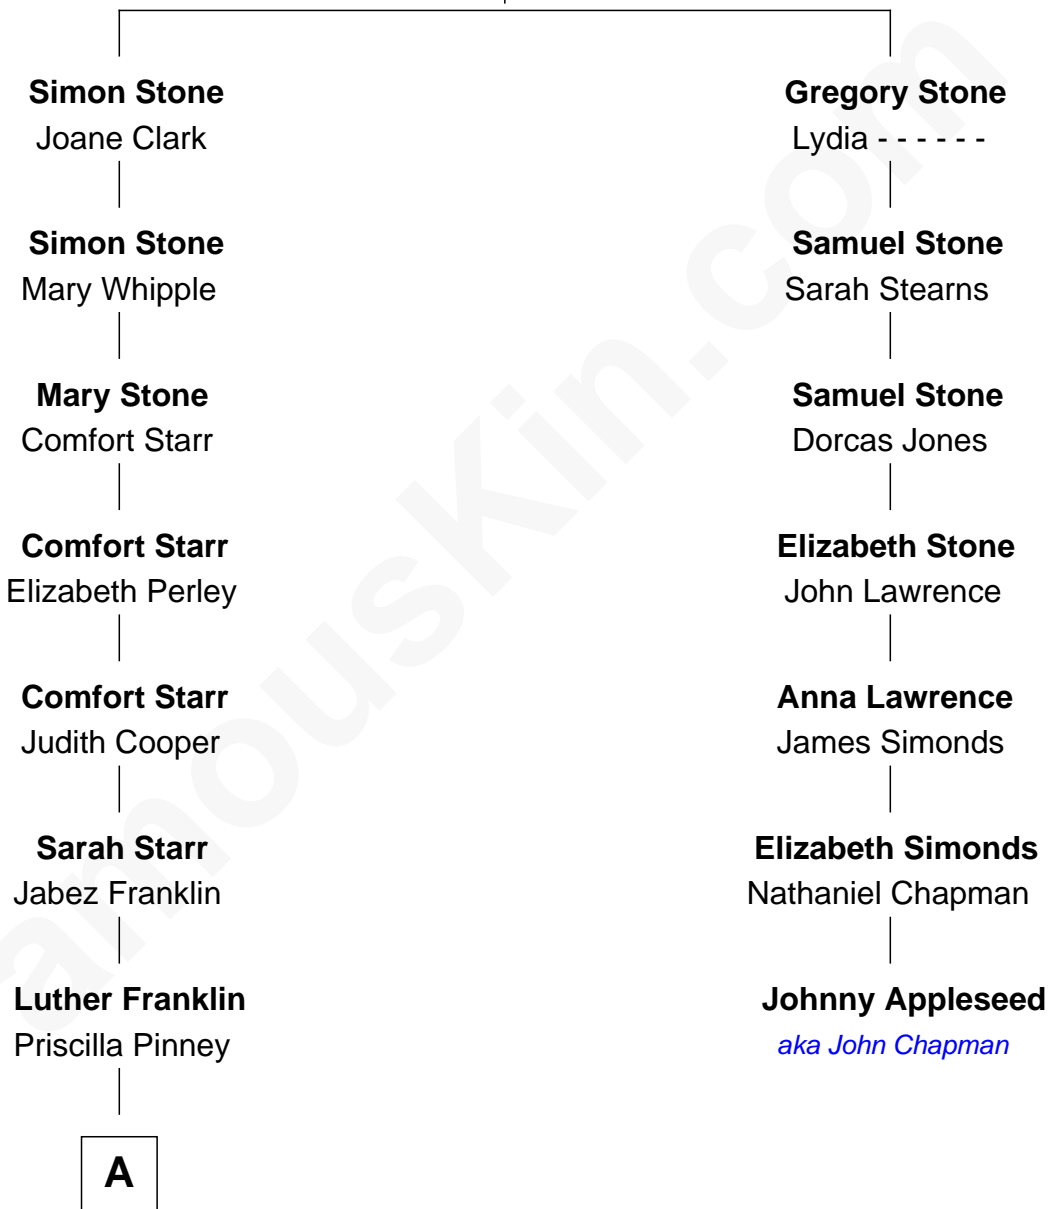 Simon Stone
Joane Clark
Simon Stone
Mary Whipple
Mary Stone
Comfort Starr
Comfort Starr
Elizabeth Perley
Comfort Starr
Judith Cooper
Sarah Starr
Jabez Franklin
Luther Franklin
Priscilla Pinney
A
Gregory Stone
Lydia - - - - - -
Samuel Stone
Sarah Stearns
Samuel Stone
Dorcas Jones
Elizabeth Stone
John Lawrence
Anna Lawrence
James Simonds
Elizabeth Simonds
Nathaniel Chapman
Johnny Appleseed
aka John Chapman
amouskin.com